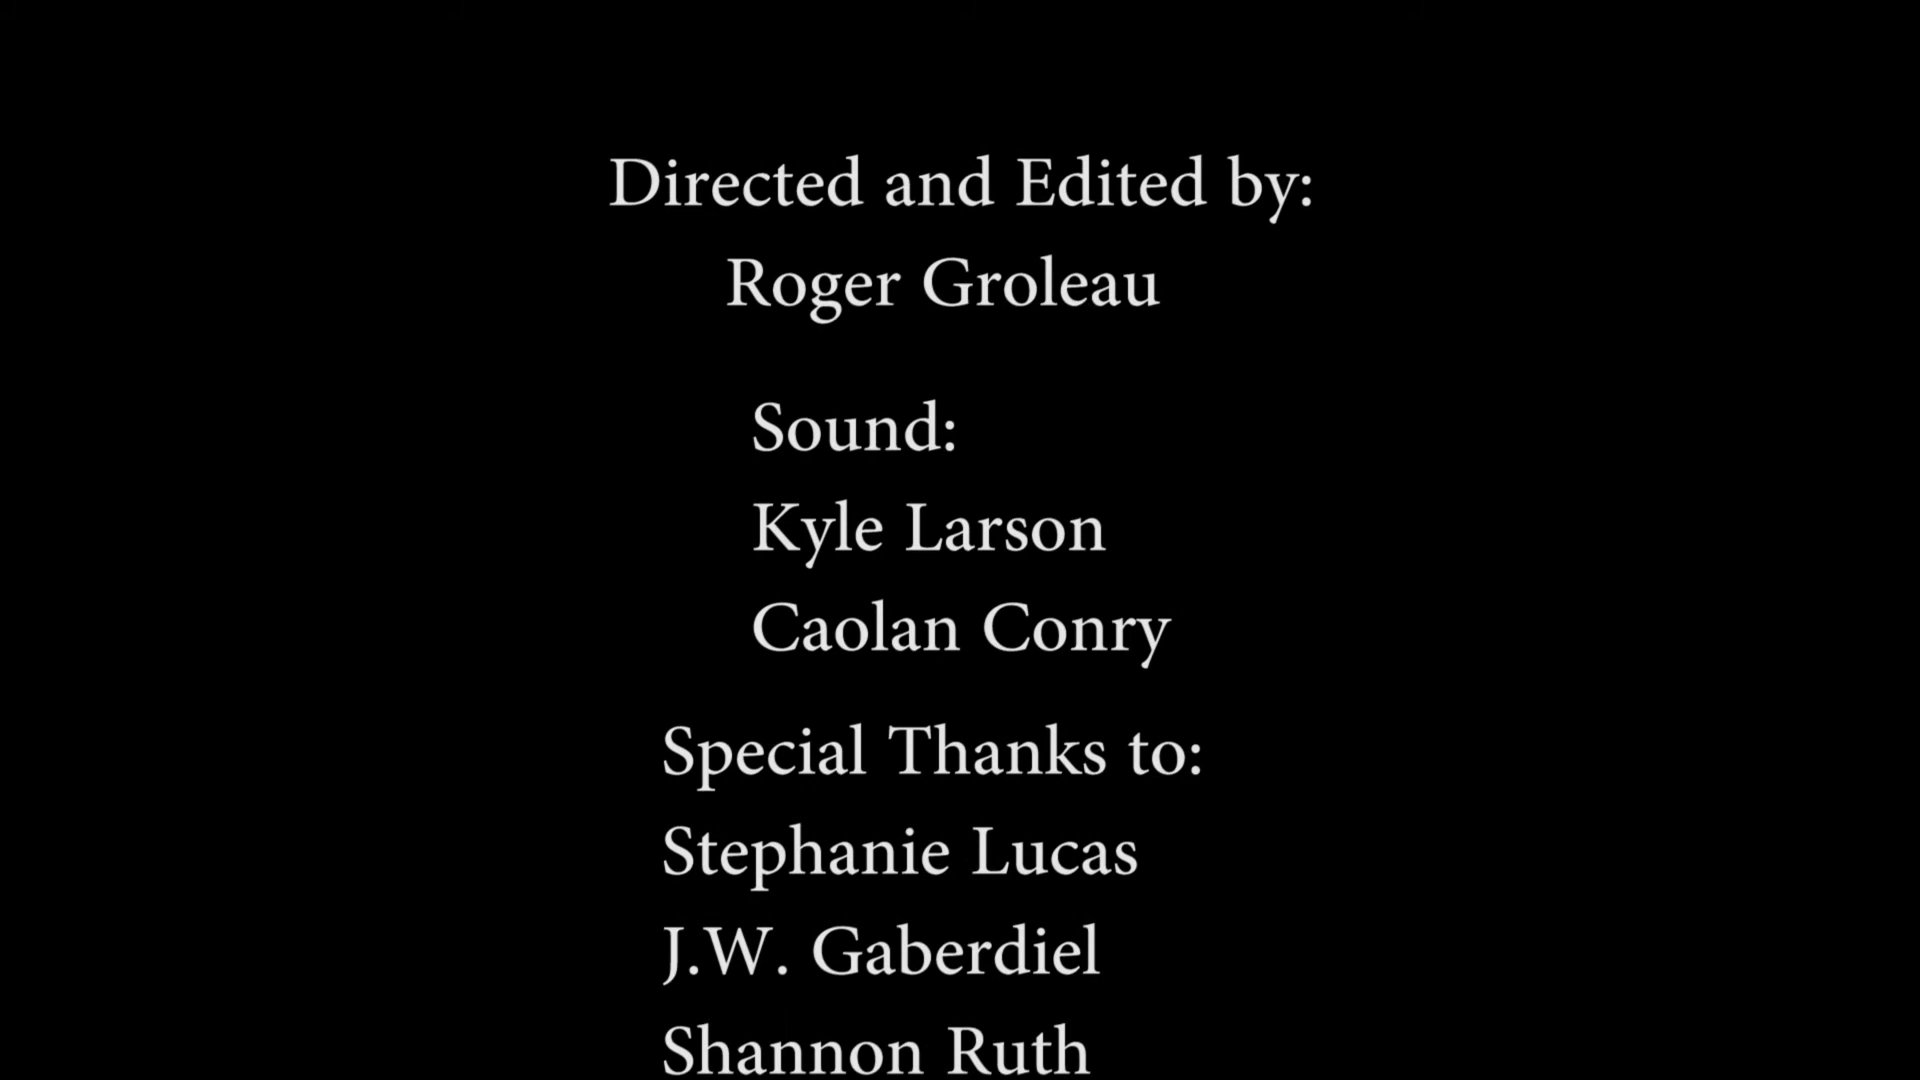 Directed and Edited by:
Roger Groleau
Sound:
Kyle Larson
Caolan Conry
Special Thanks to:
Stephanie Lucas
J.W. Gaberdiel
Shannon Ruth